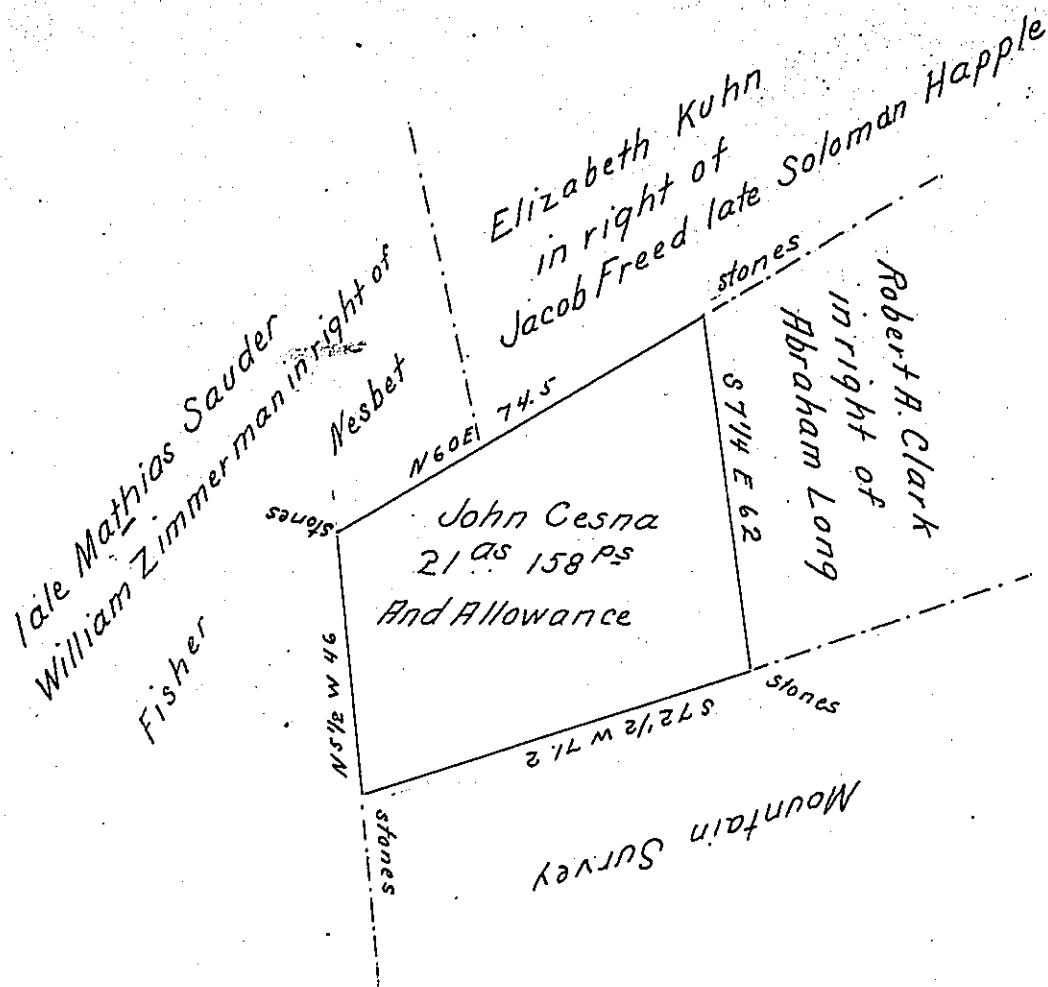 Elizabeth Kuhn
in right of
Jacob Freed late Soloman Happle
late Mathias Sauder
William Zimmerman in right of
Nesbet
Fisher
stones
Robert A. Clark
in right of
Abraham Long
N60E 74.5
S 7 1/4 E 62
stones
John Cesna
21 as 158 ps
And Allowance
N 5 1/2 W 46
S 72 1/2 W 71.2
stones
stones
Mountain Survey